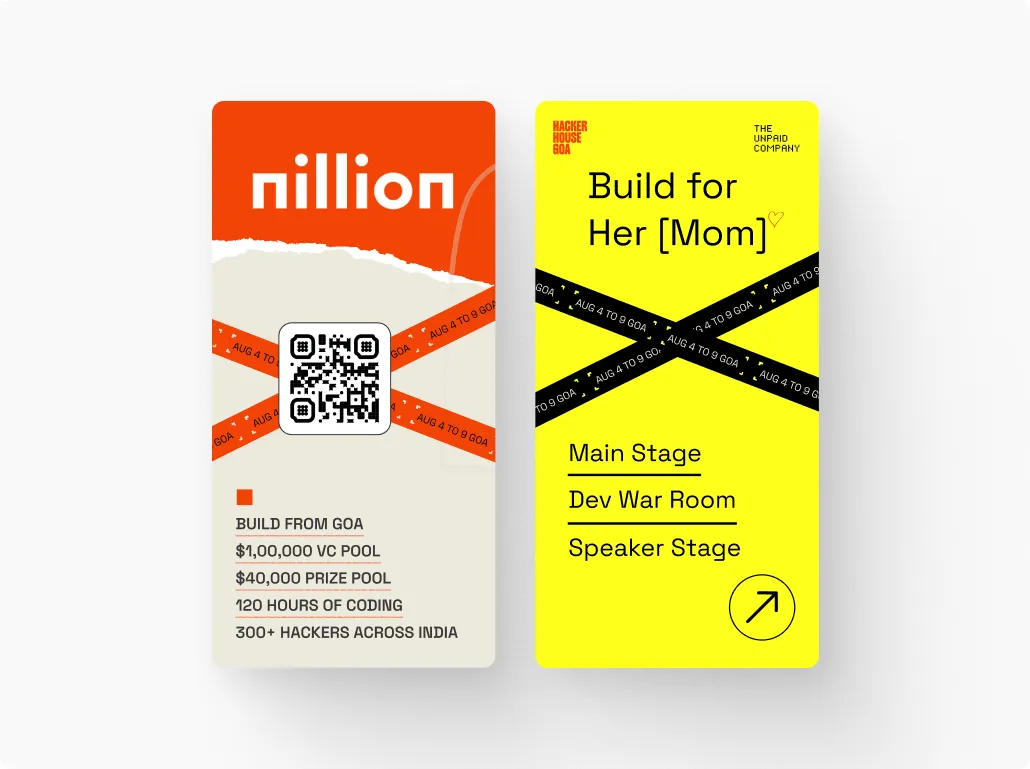 nillion
AUG 4 TO
GOA
AUG 4 TO 9 GOA
GOA
AUG 4
AUG 4 TO 9 GOA
BUILD FROM GOA
$1,00,000 VC POOL
$40,000 PRIZE POOL
120 HOURS OF CODING
300+ HACKERS ACROSS INDIA
HACKER
HOUSE
GOA
THE
UNPAID
COMPANY
Build for
Her [Mom]
GOA
AUG 4 TO 9 GOA
AUG 4 TO 9 GOA
AUG 4 TO 9 GOA
TO 9 GOA
AUG 4 TO 9 GO
4 TO 9 GOA
AUG 4 TO 9
Main Stage
Dev War Room
Speaker Stage